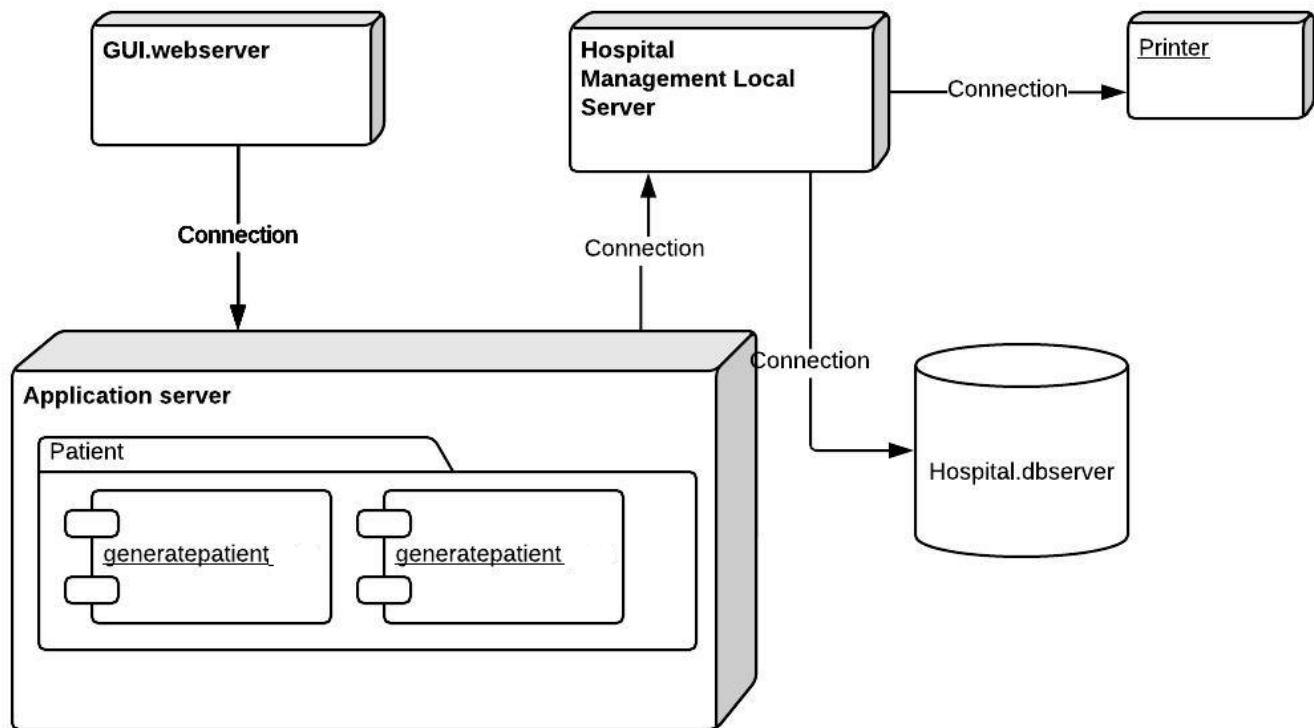 GUI.webserver
Hospital
Management Local
Server
Printer
Connection
Connection
Connection
Connection
Application server
Patient
generatepatient
generatepatient
Hospital.dbserver